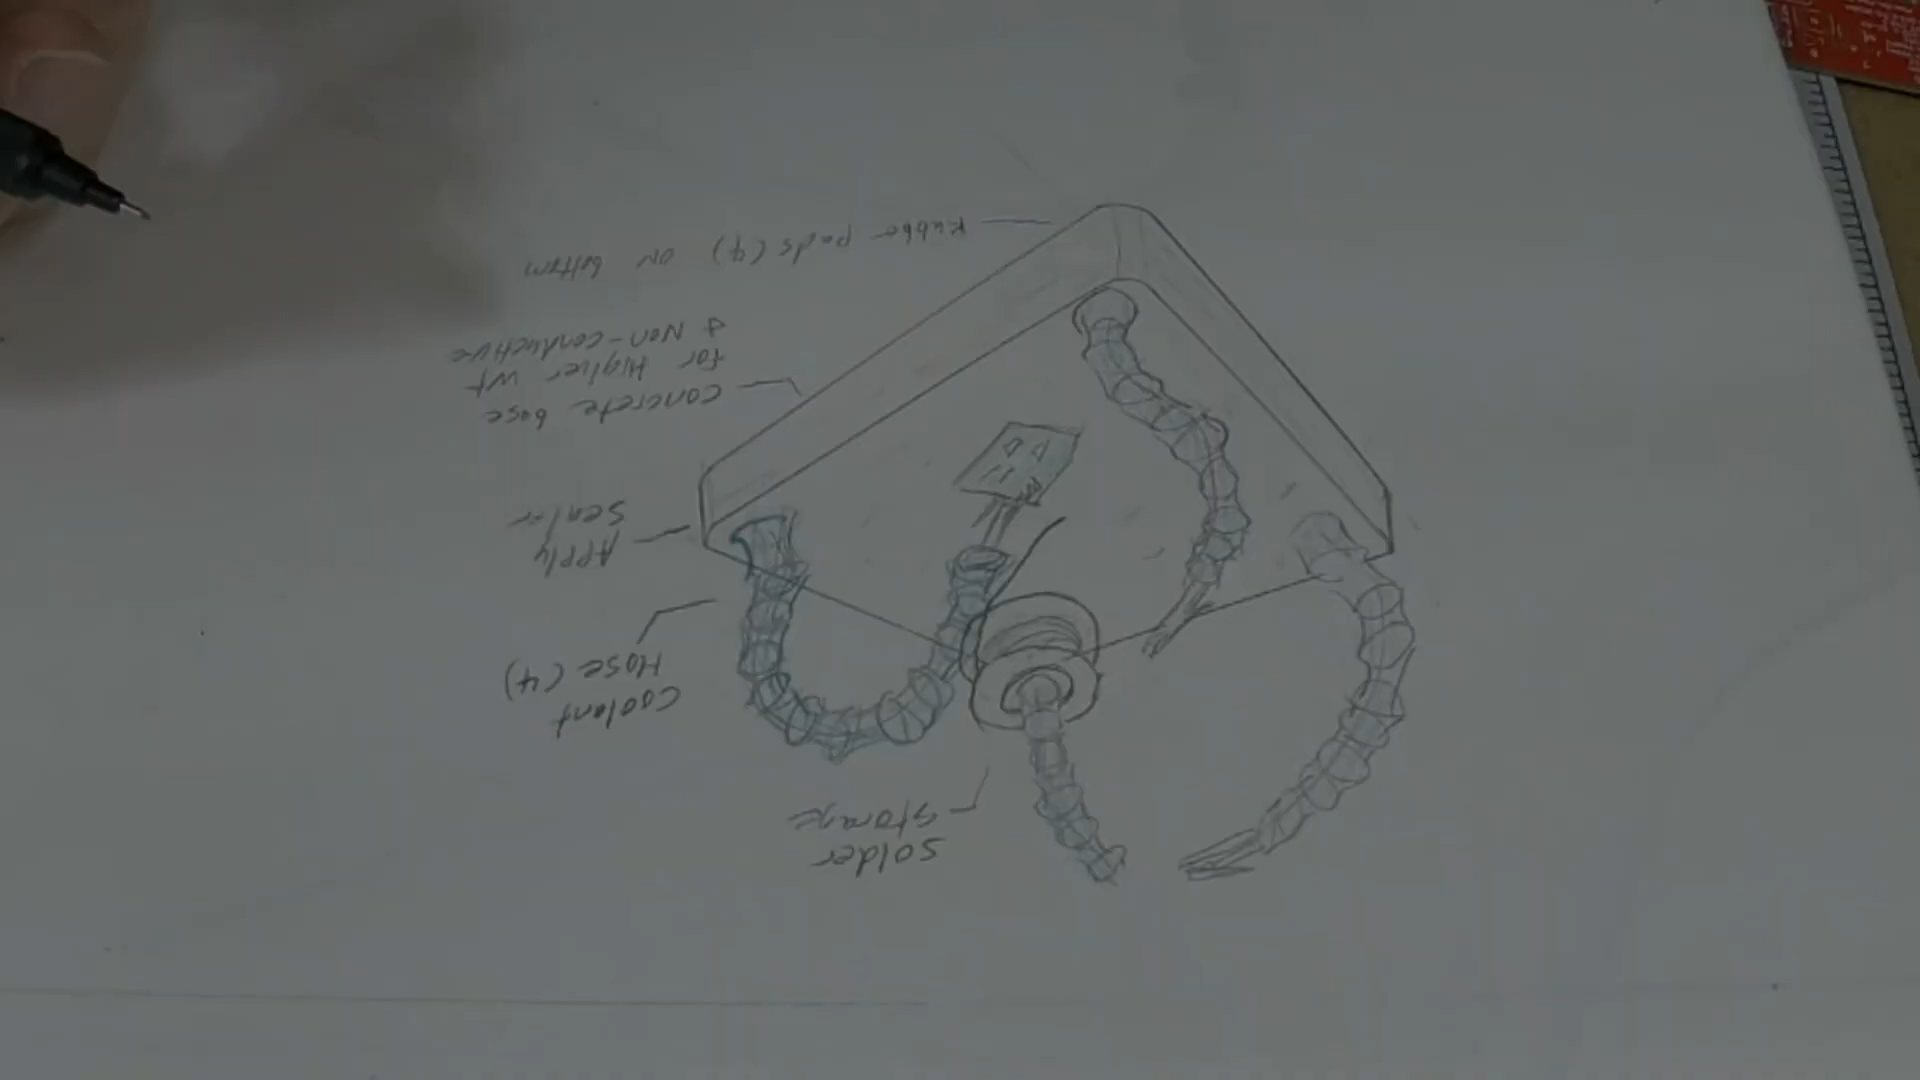 Solder
Storage
Coolant
Hose (4)
Apply
Sealer
concrete base
for Higher wt
& Non-conductive
Rubber pads (4) on bottom